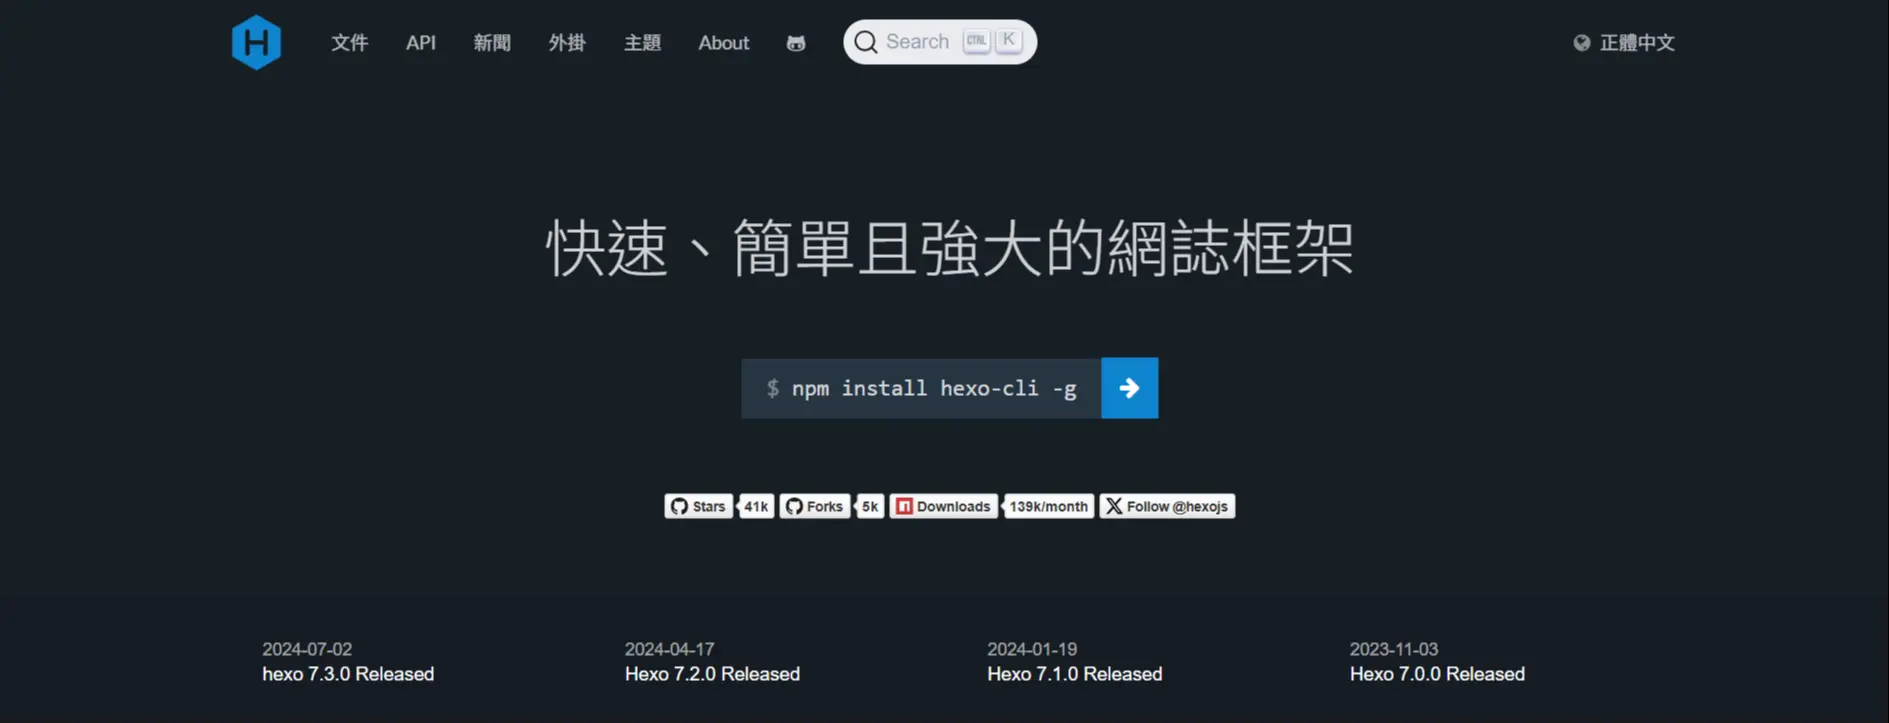 H 文件 API 新聞 外掛 主題 About Search CTRL K 正體中文
快速、簡單且強大的網誌框架
$ npm install hexo-cli -g
Stars 41k Forks 5k n Downloads 139k/month X Follow @hexojs
2024-07-02 2024-04-17 2024-01-19 2023-11-03
hexo 7.3.0 Released Hexo 7.2.0 Released Hexo 7.1.0 Released Hexo 7.0.0 Released